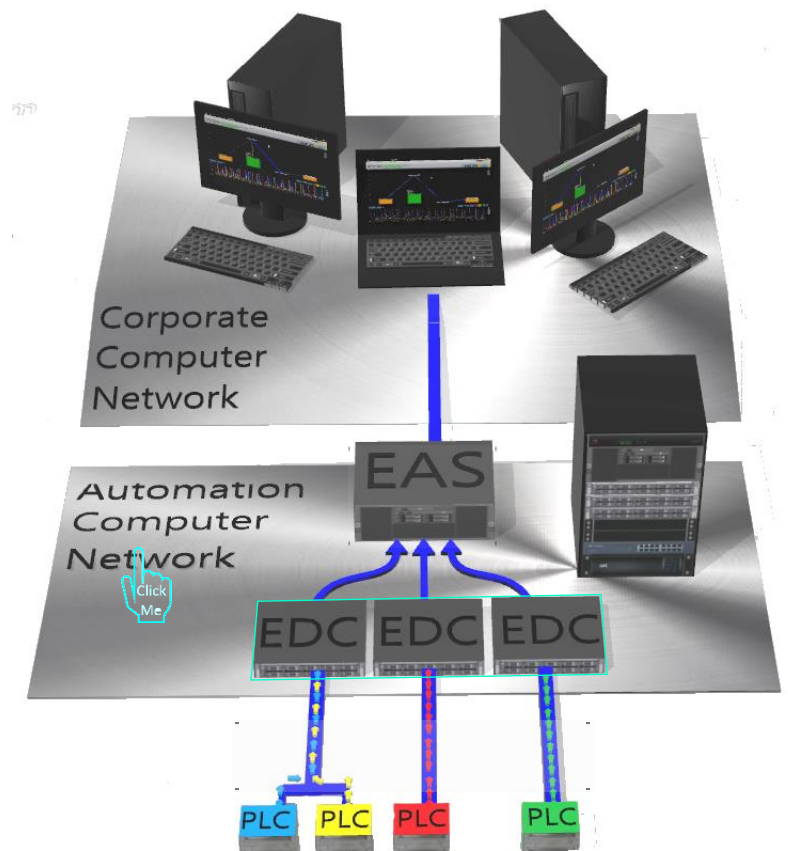 Corporate
Computer
Network
EAS
Automation
Computer
Network
Click
Me
EDC EDC EDC
PLC PLC PLC PLC